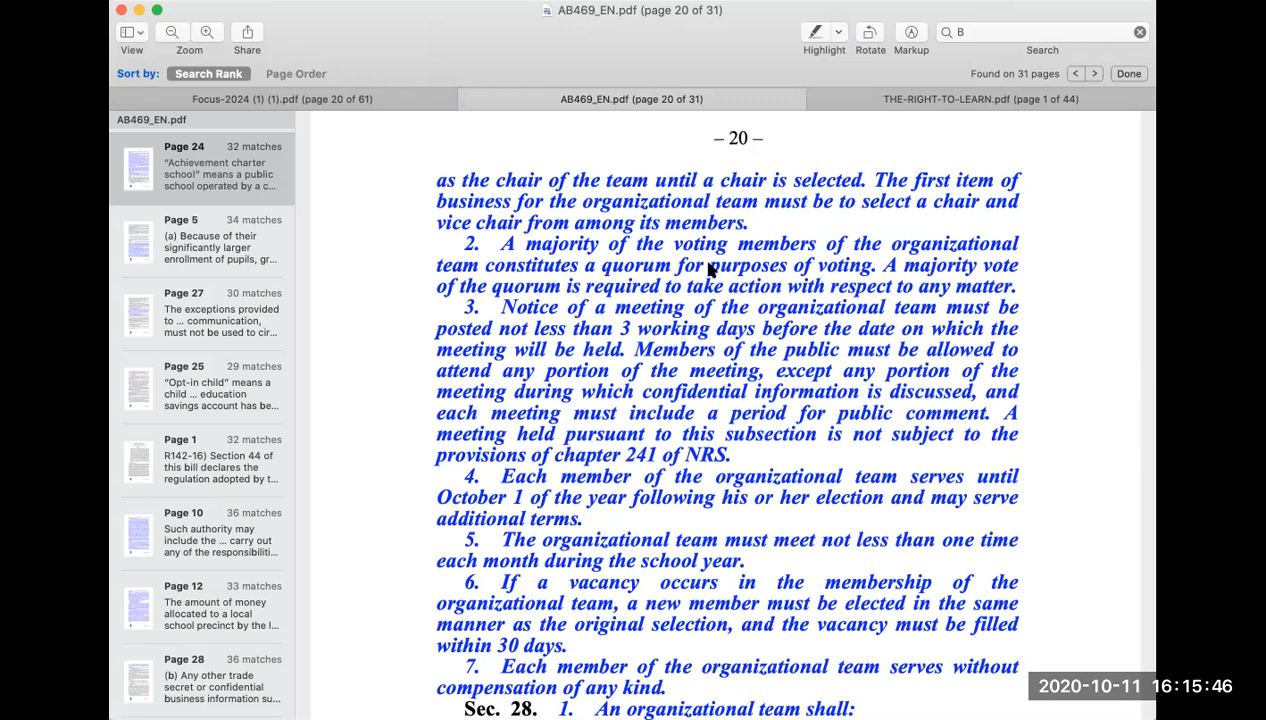 AB469_EN.pdf (page 20 of 31)
View
Zoom
Share
Highlight
Rotate
Markup
B
Search
Sort by:
Search Rank
Page Order
Found on 31 pages
Done
Focus-2024 (1) (1).pdf (page 20 of 61)
AB469_EN.pdf (page 20 of 31)
THE-RIGHT-TO-LEARN.pdf (page 1 of 44)
AB469_EN.pdf
Page 24 32 matches
“Achievement charter
school” means a public
school operated by a c...
Page 5 34 matches
(a) Because of their
significantly larger
enrollment of pupils, gr...
Page 27 30 matches
The exceptions provided
to ... communication,
must not be used to cir...
Page 25 29 matches
“Opt-in child” means a
child ... education
savings account has be...
Page 1 32 matches
R142-16) Section 44 of
this bill declares the
regulation adopted by t...
Page 10 36 matches
Such authority may
include the ... carry out
any of the responsibiliti...
Page 12 33 matches
The amount of money
allocated to a local
school precinct by the l...
Page 28 36 matches
(b) Any other trade
secret or confidential
business information su...
– 20 –
as the chair of the team until a chair is selected. The first item of
business for the organizational team must be to select a chair and
vice chair from among its members.
2. A majority of the voting members of the organizational
team constitutes a quorum for purposes of voting. A majority vote
of the quorum is required to take action with respect to any matter.
3. Notice of a meeting of the organizational team must be
posted not less than 3 working days before the date on which the
meeting will be held. Members of the public must be allowed to
attend any portion of the meeting, except any portion of the
meeting during which confidential information is discussed, and
each meeting must include a period for public comment. A
meeting held pursuant to this subsection is not subject to the
provisions of chapter 241 of NRS.
4. Each member of the organizational team serves until
October 1 of the year following his or her election and may serve
additional terms.
5. The organizational team must meet not less than one time
each month during the school year.
6. If a vacancy occurs in the membership of the
organizational team, a new member must be elected in the same
manner as the original selection, and the vacancy must be filled
within 30 days.
7. Each member of the organizational team serves without
compensation of any kind.
Sec. 28. 1. An organizational team shall:
2020-10-11 16:15:46